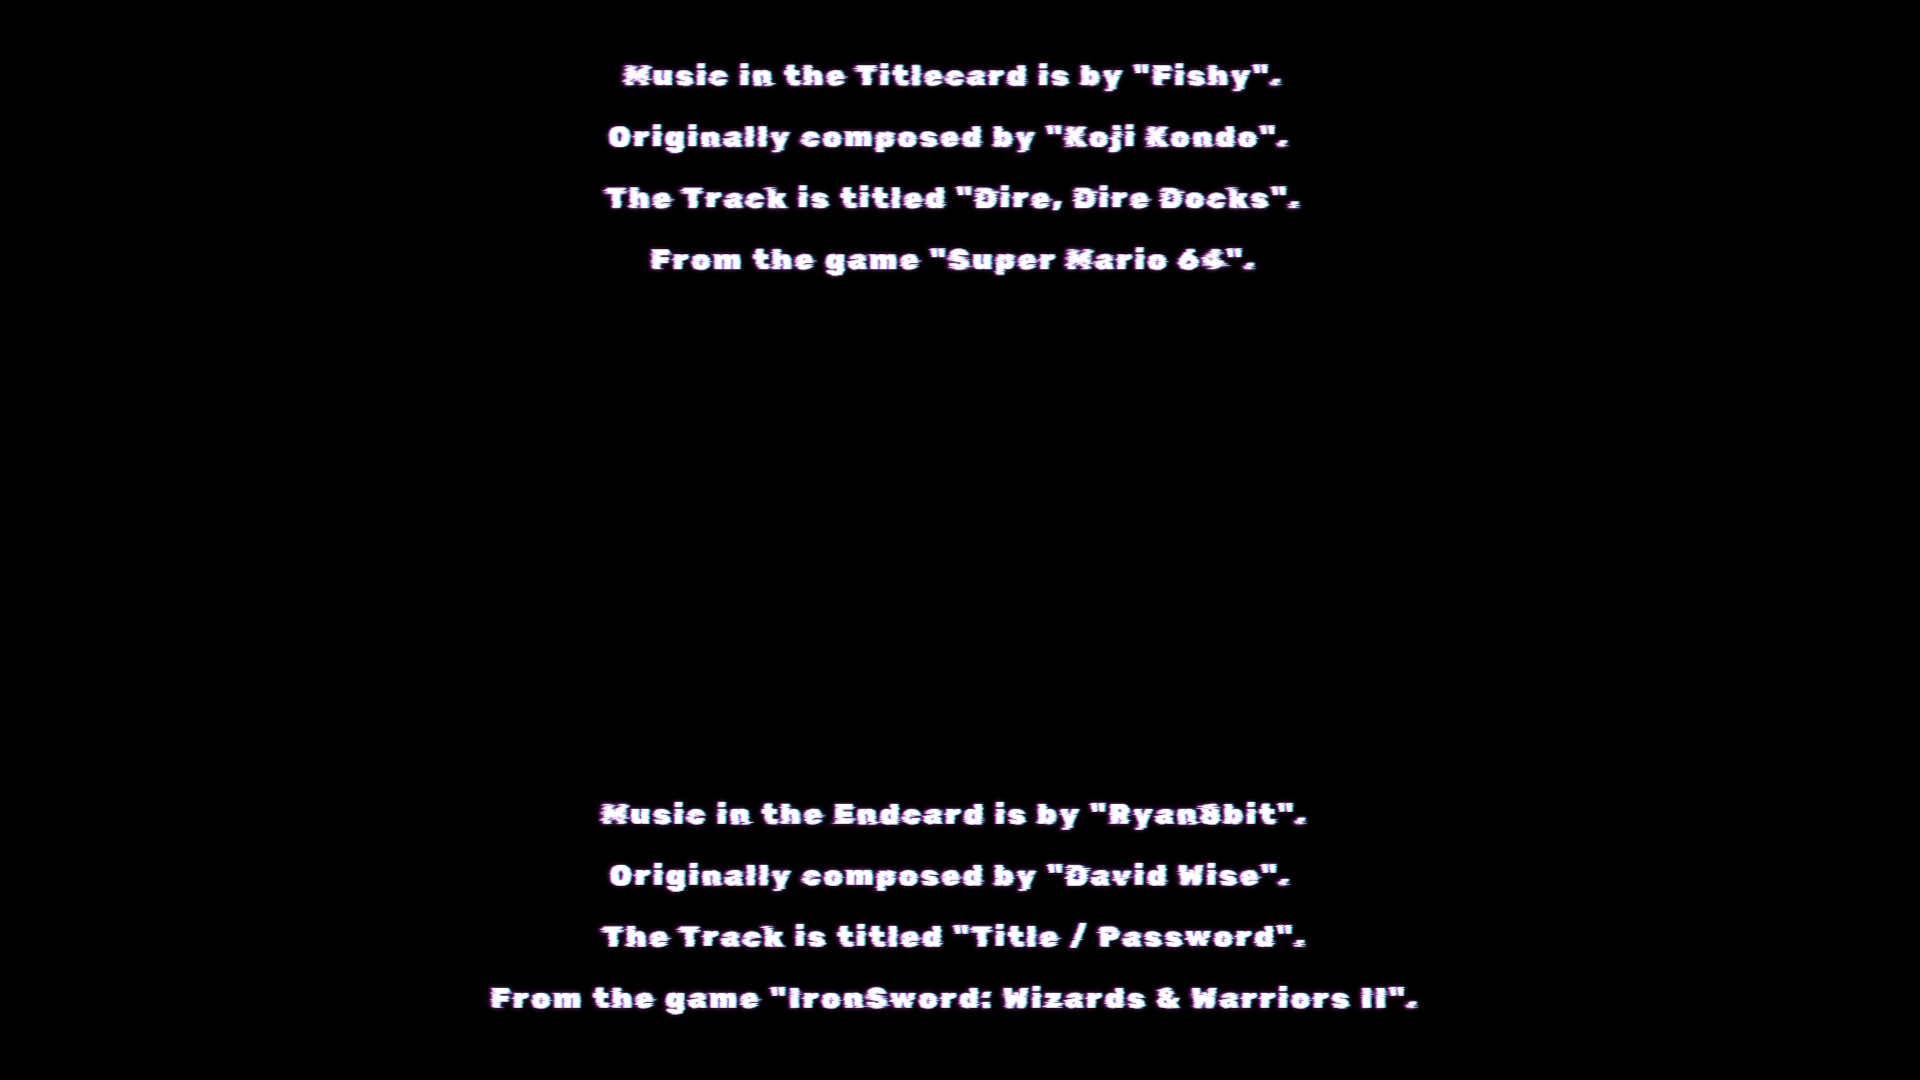 Music in the Titlecard is by "Fishy".
Originally composed by "Koji Kondo".
The Track is titled "Dire, Dire Docks".
From the game "Super Mario 64".
Music in the Endcard is by "Ryan8bit".
Originally composed by "David Wise".
The Track is titled "Title / Password".
From the game "IronSword: Wizards & Warriors II".